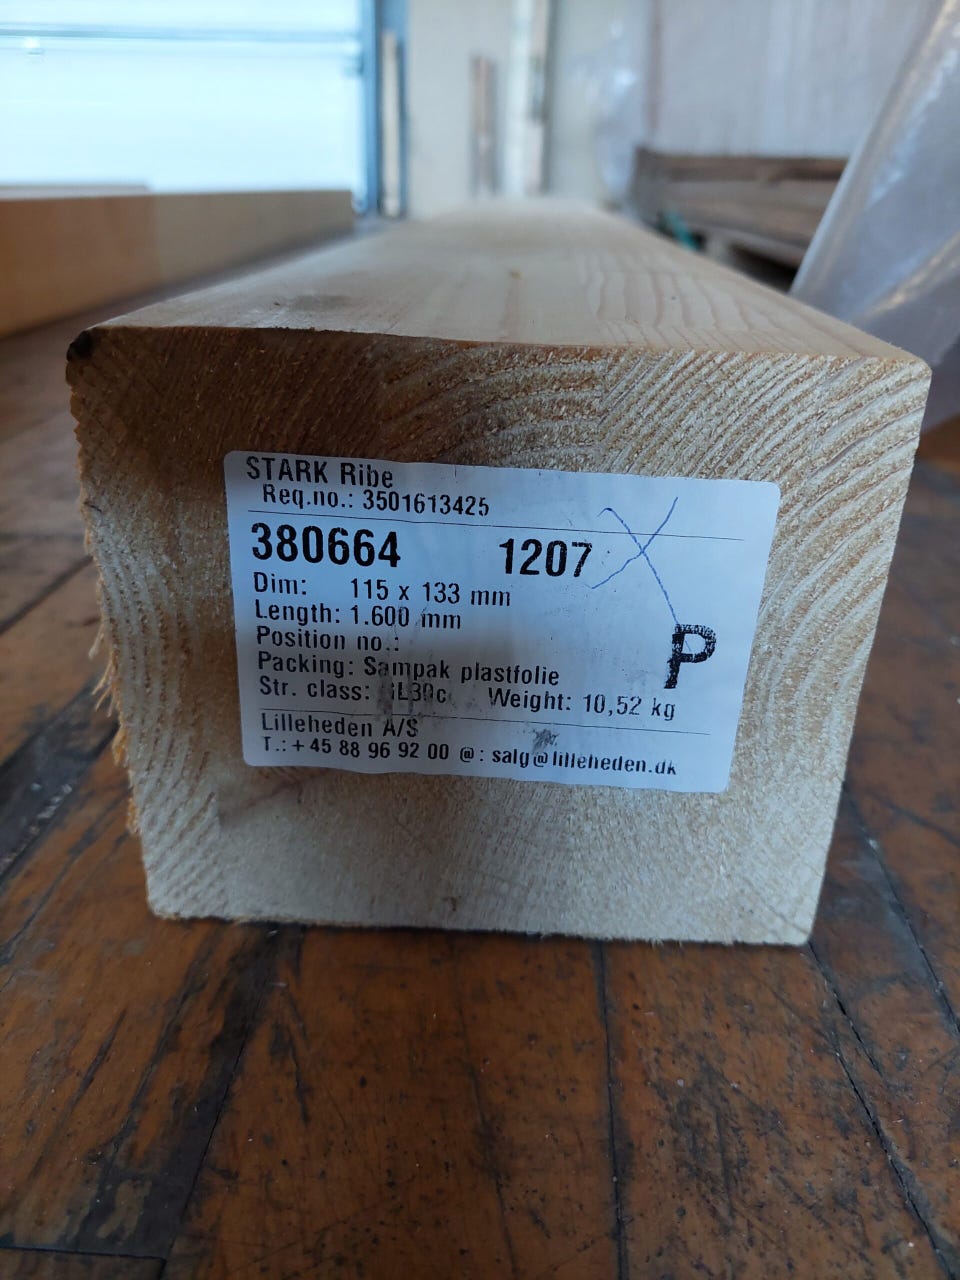 STARK Ribe
Req.no.: 3501613425
380664 1207
Dim: 115 x 133 mm
Length: 1.600 mm
Position no.:
P
Packing: Sampak plastfolie
Str. class: GL30c Weight: 10,52 kg
Lilleheden A/S
T.: +45 88 96 92 00 @: salg@lilleheden.dk